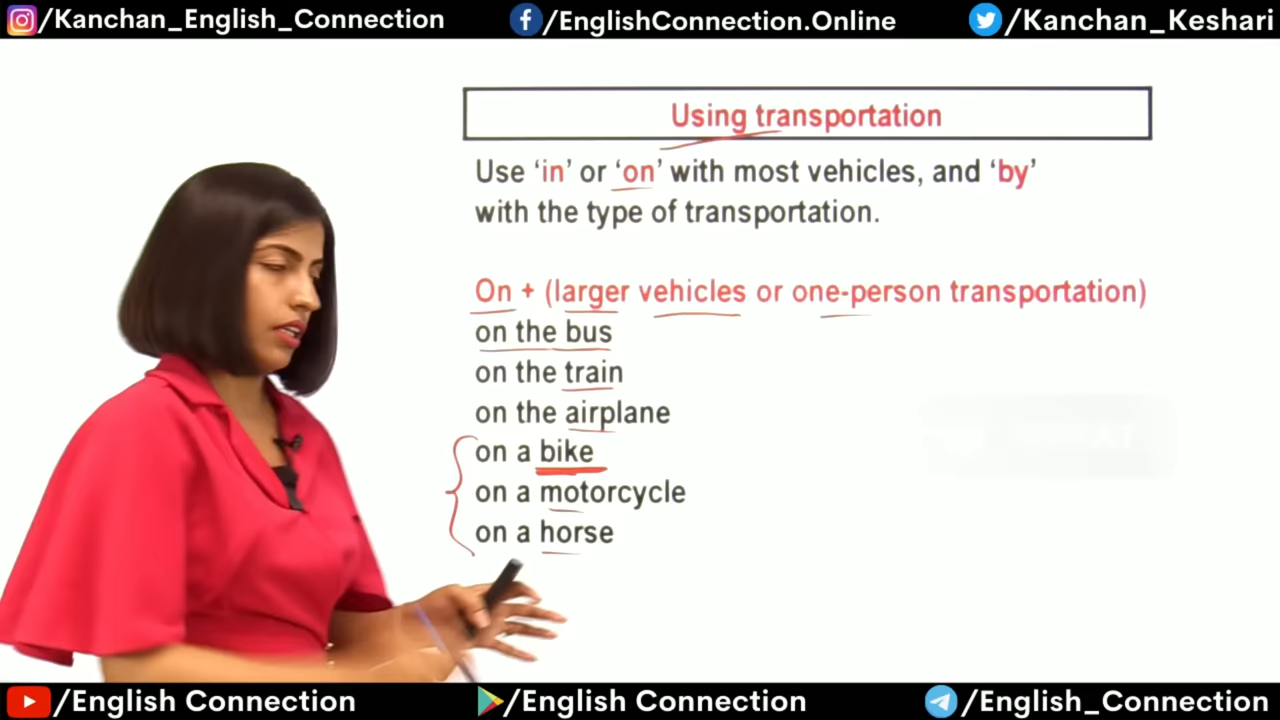 /Kanchan_English_Connection /EnglishConnection.Online /Kanchan_Keshari
Using transportation
Use ‘in’ or ‘on’ with most vehicles, and ‘by’
with the type of transportation.
On + (larger vehicles or one-person transportation)
on the bus
on the train
on the airplane
on a bike
on a motorcycle
on a horse
/English Connection /English Connection /English_Connection